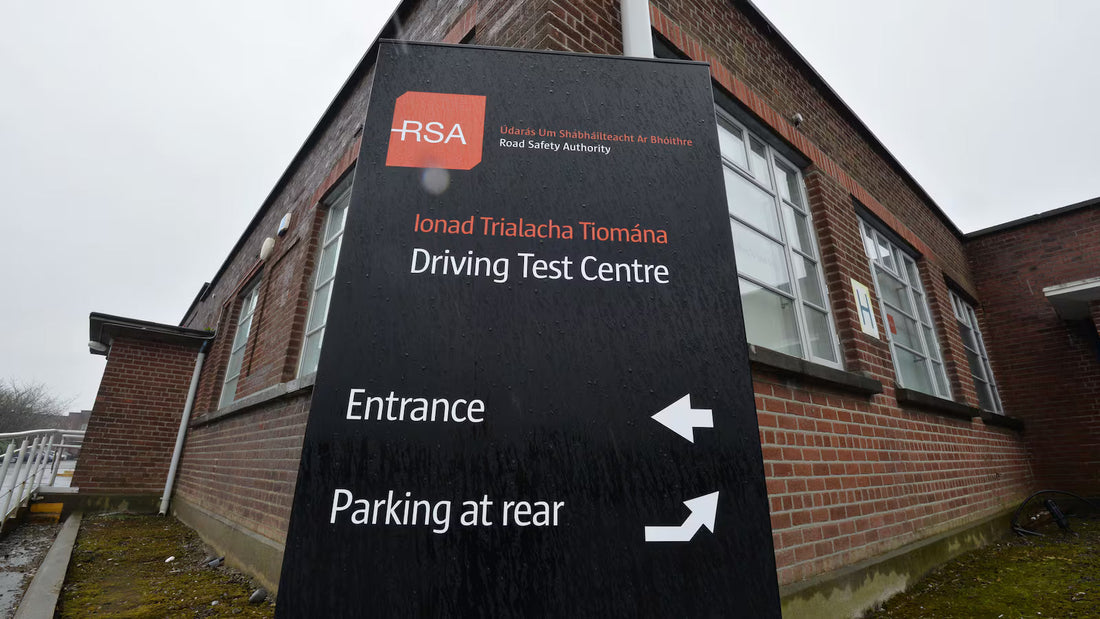 RSA
Údarás Um Shábháilteacht Ar Bhóithre
Road Safety Authority
Ionad Trialacha Tiomána
Driving Test Centre
Entrance
Parking at rear
H